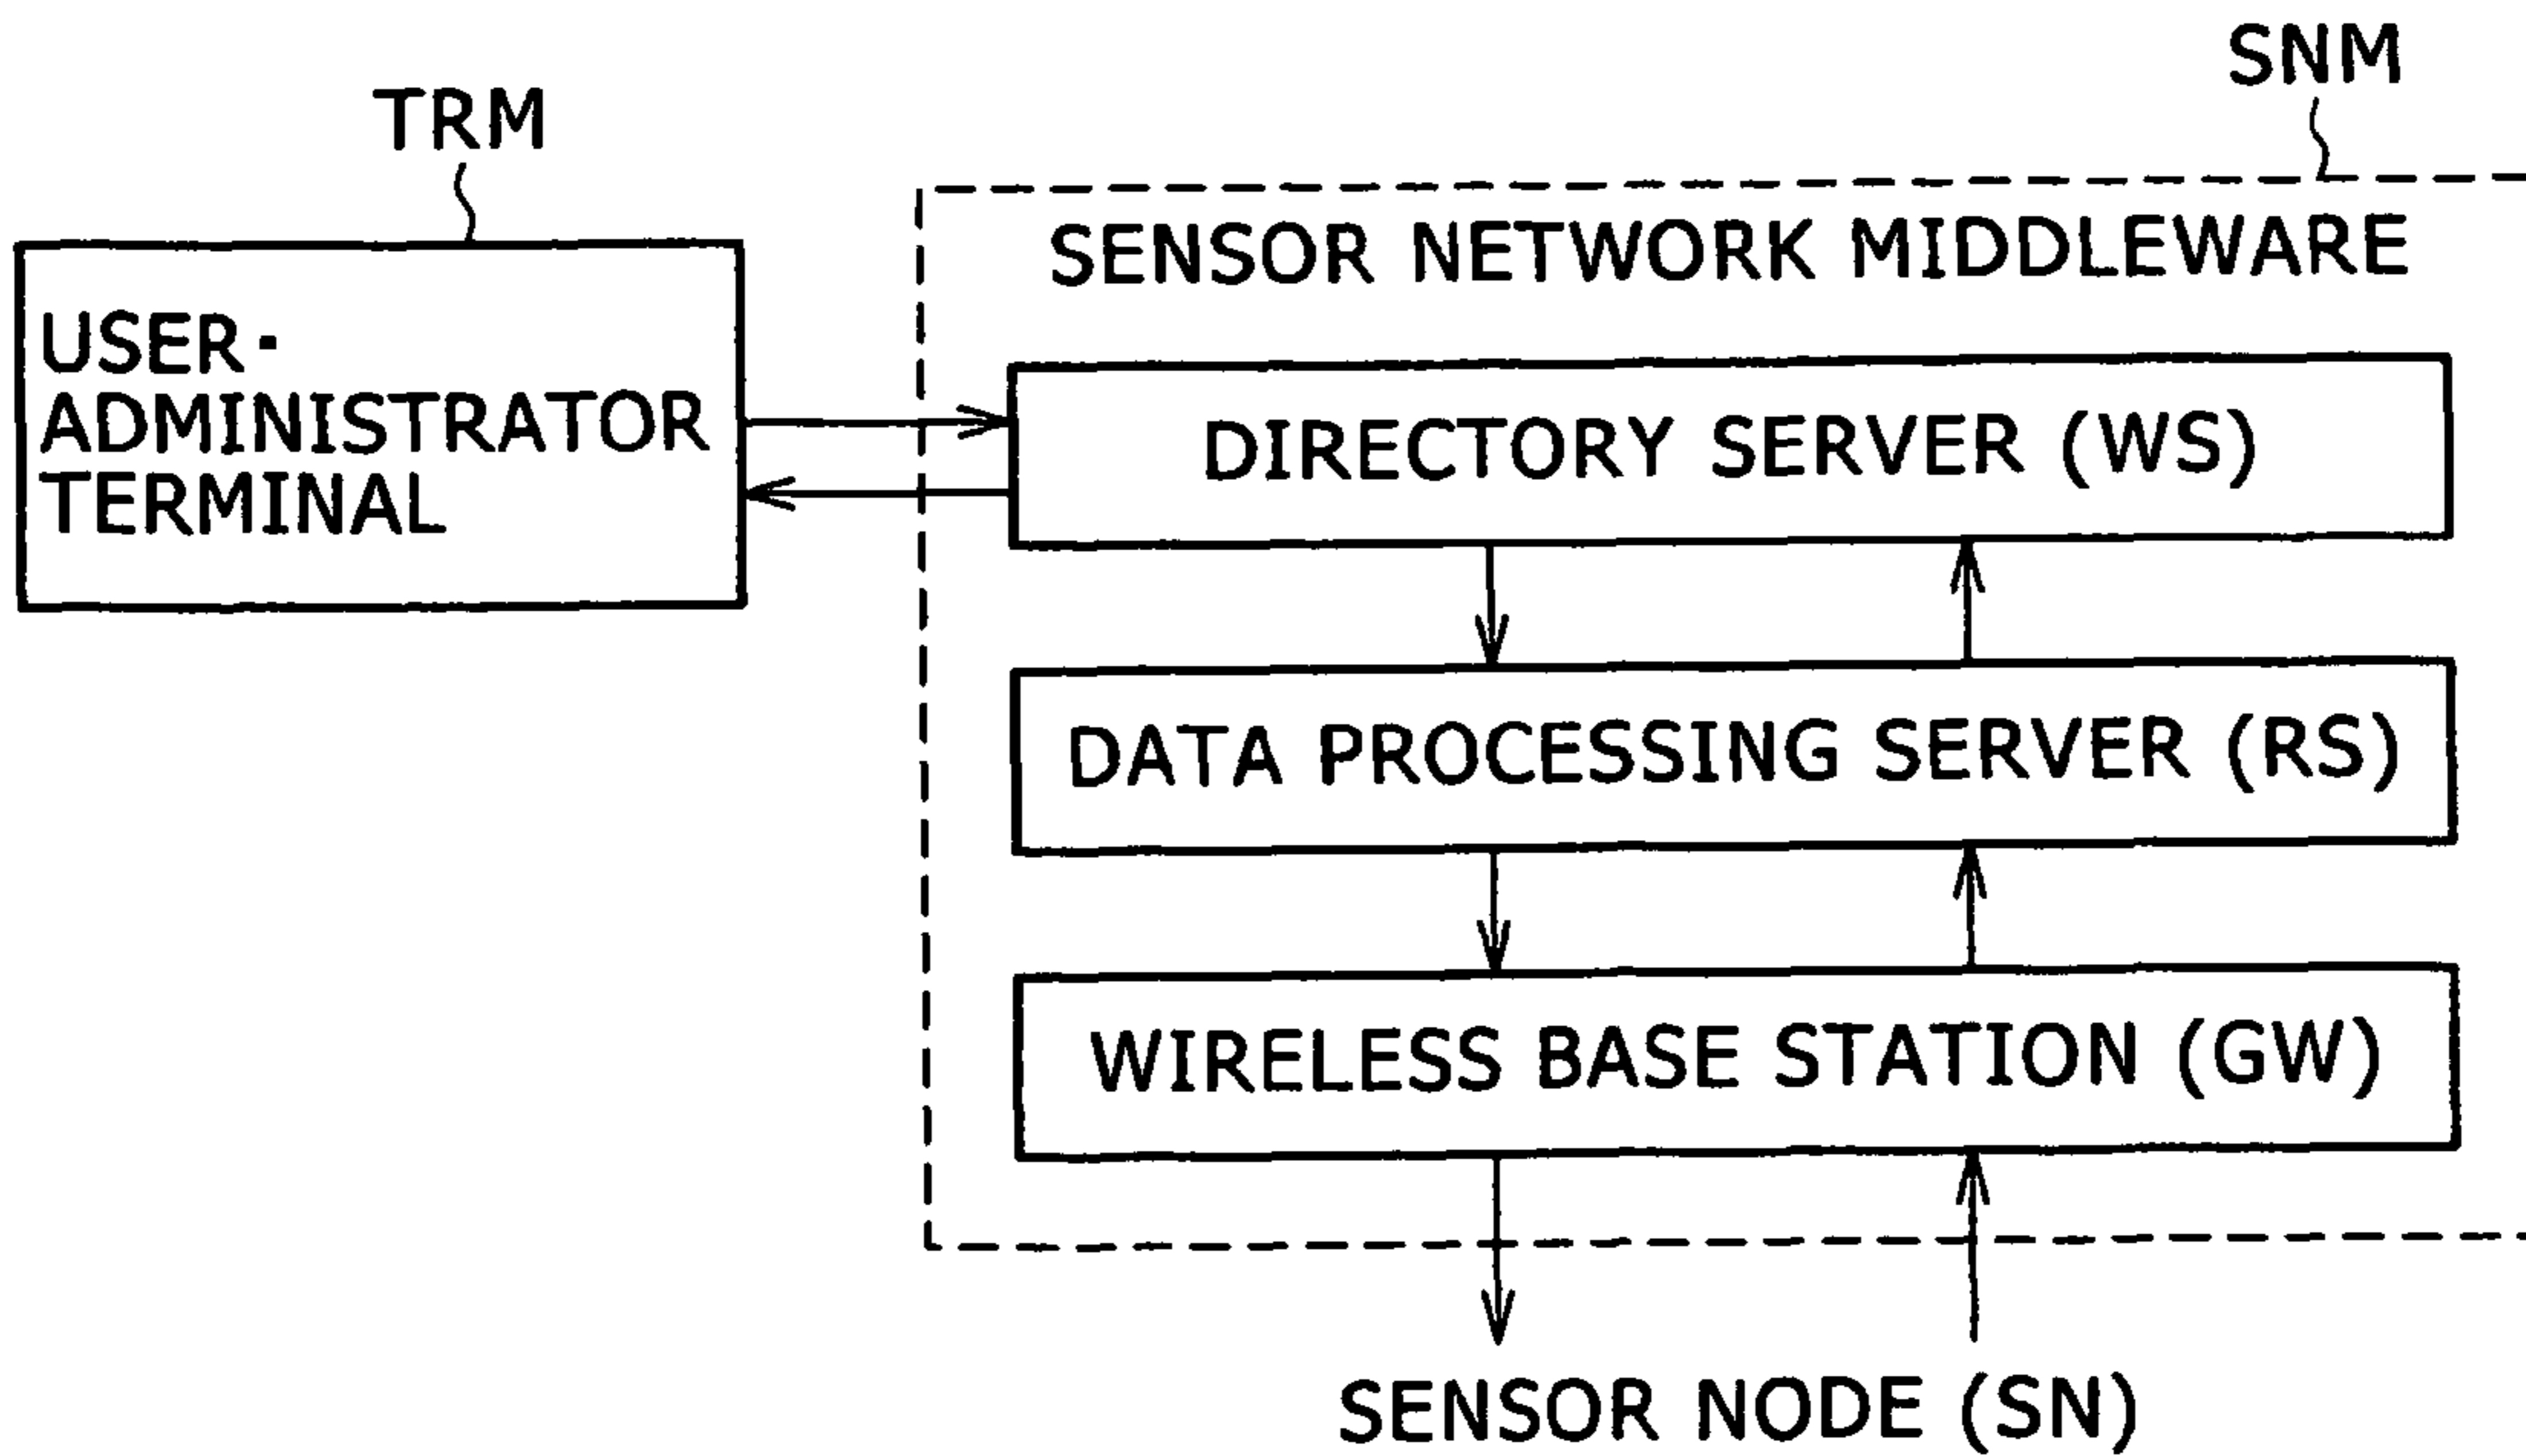 SNM
TRM
SENSOR NETWORK MIDDLEWARE
USER·
ADMINISTRATOR
TERMINAL
DIRECTORY SERVER (WS)
DATA PROCESSING SERVER (RS)
WIRELESS BASE STATION (GW)
SENSOR NODE (SN)